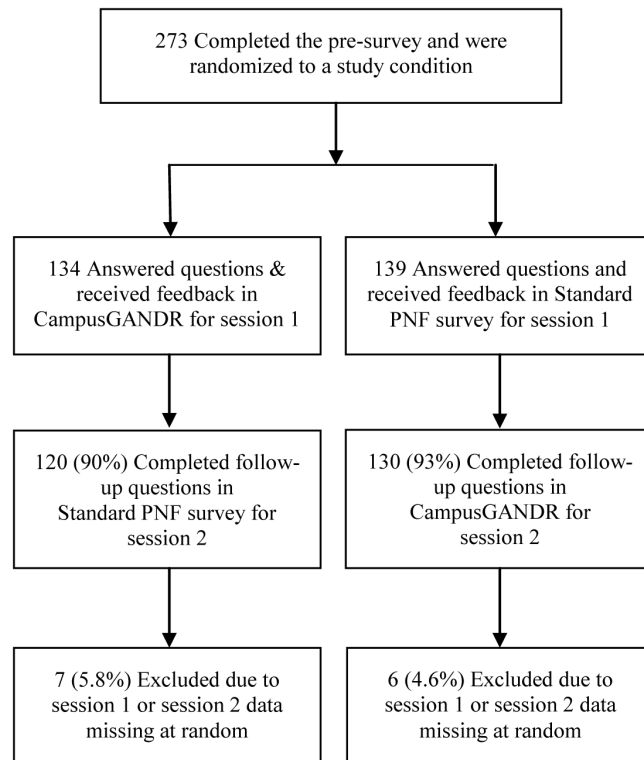 273 Completed the pre-survey and were
randomized to a study condition
134 Answered questions &
received feedback in
CampusGANDR for session 1
139 Answered questions and
received feedback in Standard
PNF survey for session 1
120 (90%) Completed follow-
up questions in
Standard PNF survey for
session 2
130 (93%) Completed follow-
up questions in
CampusGANDR for
session 2
7 (5.8%) Excluded due to
session 1 or session 2 data
missing at random
6 (4.6%) Excluded due to
session 1 or session 2 data
missing at random